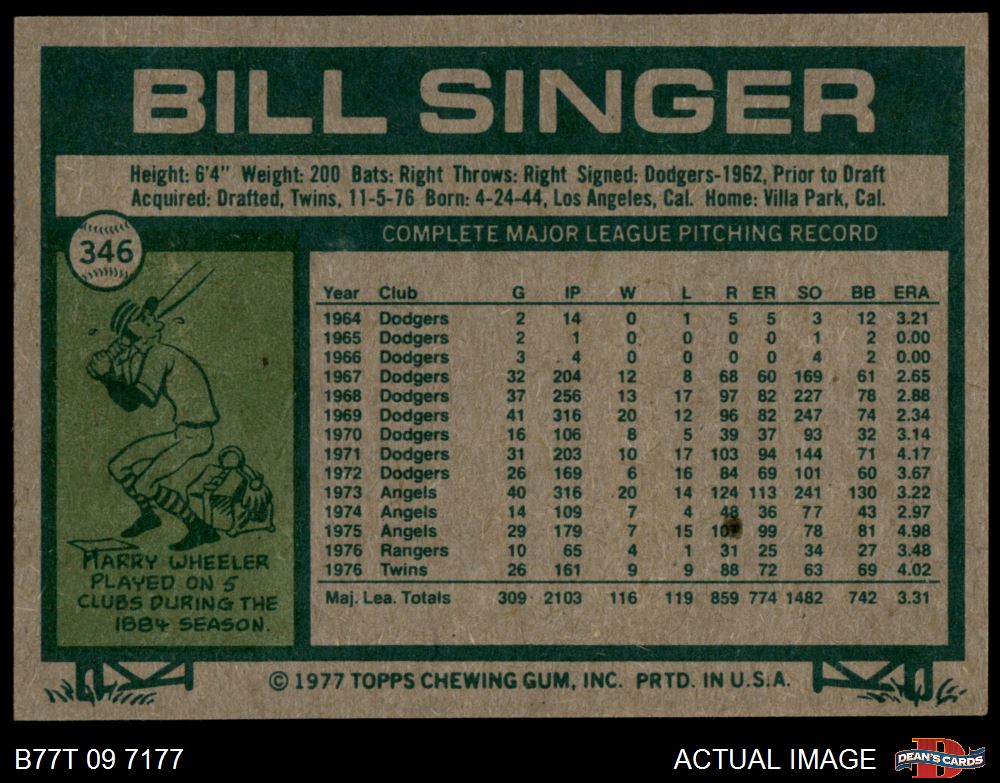 BILL SINGER
Height: 6'4" Weight: 200 Bats: Right Throws: Right Signed: Dodgers-1962, Prior to Draft
Acquired: Drafted, Twins, 11-5-76 Born: 4-24-44, Los Angeles, Cal. Home: Villa Park, Cal.
346
COMPLETE MAJOR LEAGUE PITCHING RECORD
Year Club G IP W L R ER SO BB ERA
1964 Dodgers 2 14 0 1 5 5 3 12 3.21
1965 Dodgers 2 1 0 0 0 0 1 2 0.00
1966 Dodgers 3 4 0 0 0 0 4 2 0.00
1967 Dodgers 32 204 12 8 68 60 169 61 2.65
1968 Dodgers 37 256 13 17 97 82 227 78 2.88
1969 Dodgers 41 316 20 12 96 82 247 74 2.34
1970 Dodgers 16 106 8 5 39 37 93 32 3.14
1971 Dodgers 31 203 10 17 103 94 144 71 4.17
1972 Dodgers 26 169 6 16 84 69 101 60 3.67
1973 Angels 40 316 20 14 124 113 241 130 3.22
1974 Angels 14 109 7 4 48 36 77 43 2.97
1975 Angels 29 179 7 15 107 99 78 81 4.98
1976 Rangers 10 65 4 1 31 25 34 27 3.48
1976 Twins 26 161 9 9 88 72 63 69 4.02
Maj. Lea. Totals 309 2103 116 119 859 774 1482 742 3.31
HARRY WHEELER
PLAYED ON 5
CLUBS DURING THE
1884 SEASON.
© 1977 TOPPS CHEWING GUM, INC. PRTD. IN U.S.A.
B77T 09 7177
ACTUAL IMAGE
D
DEAN'S CARDS